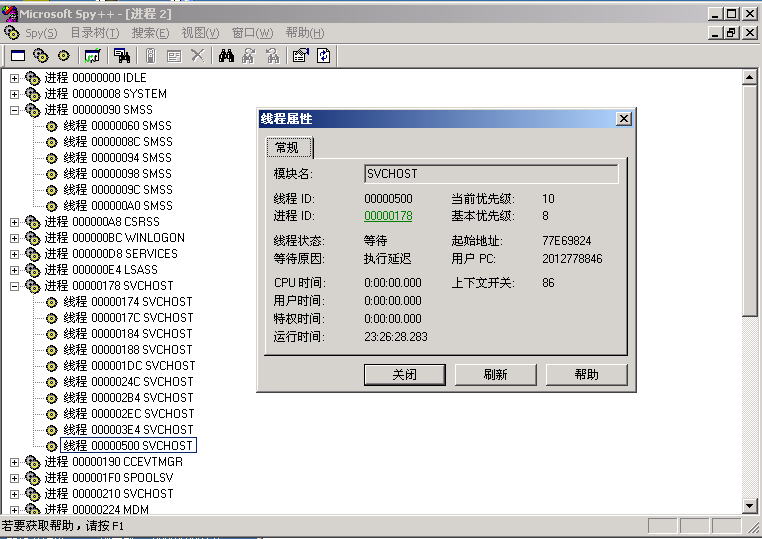 Microsoft Spy++ - [进程 2]
Spy(S) 目录树(T) 搜索(E) 视图(V) 窗口(W) 帮助(H)
进程 00000000 IDLE
进程 00000008 SYSTEM
进程 00000090 SMSS
线程 00000060 SMSS
线程 0000008C SMSS
线程 00000094 SMSS
线程 00000098 SMSS
线程 0000009C SMSS
线程 000000A0 SMSS
进程 000000A8 CSRSS
进程 000000BC WINLOGON
进程 000000D8 SERVICES
进程 000000E4 LSASS
进程 00000178 SVCHOST
线程 00000174 SVCHOST
线程 0000017C SVCHOST
线程 00000184 SVCHOST
线程 00000188 SVCHOST
线程 000001DC SVCHOST
线程 0000024C SVCHOST
线程 000002B4 SVCHOST
线程 000002EC SVCHOST
线程 000003E4 SVCHOST
线程 00000500 SVCHOST
进程 00000190 CCEVTMGR
进程 000001F0 SPOOLSV
进程 00000210 SVCHOST
进程 00000224 MDM
线程属性
常规
模块名: SVCHOST
线程 ID: 00000500 当前优先级: 10
进程 ID: 00000178 基本优先级: 8
线程状态: 等待 起始地址: 77E69824
等待原因: 执行延迟 用户 PC: 2012778846
CPU 时间: 0:00:00.000 上下文开关: 86
用户时间: 0:00:00.000
特权时间: 0:00:00.000
运行时间: 23:26:28.283
关闭 刷新 帮助
若要获取帮助，请按 F1